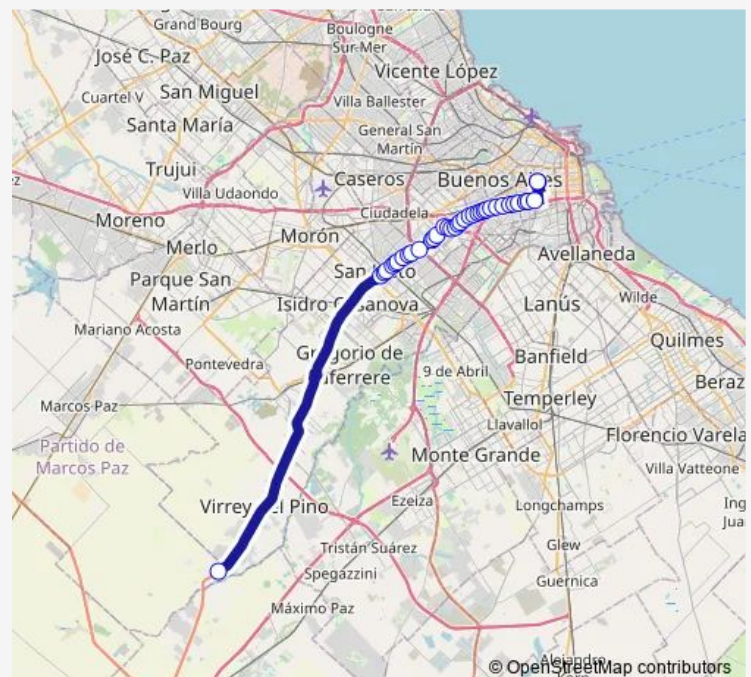 Grand Bourg
Boulogne
Sur-Mer
José C. Paz
Vicente López
Cuartel V
San Miguel
Villa Ballester
Santa María
General San
Martín
Trujui
Caseros
Buenos Aires
Villa Udaondo
Ciudadela
Moreno
Morón
Merlo
Avellaneda
Parque San
Martín
San Justo
Isidro Casanova
Lanús
Wilde
Mariano Acosta
Quilmes
Gregorio de
Laferrere
Banfield
Pontevedra
9 de Abril
Beraz
Temperley
Marcos Paz
Llavallol
Florencio Varela
Partido de
Marcos Paz
Monte Grande
Villa Vatteone
Virrey del Pino
Ezeiza
Longchamps
Ing
Jua
Tristán Suárez
Glew
Spegazzini
Guernica
Máximo Paz
Alejandro
Korn
© OpenStreetMap contributors